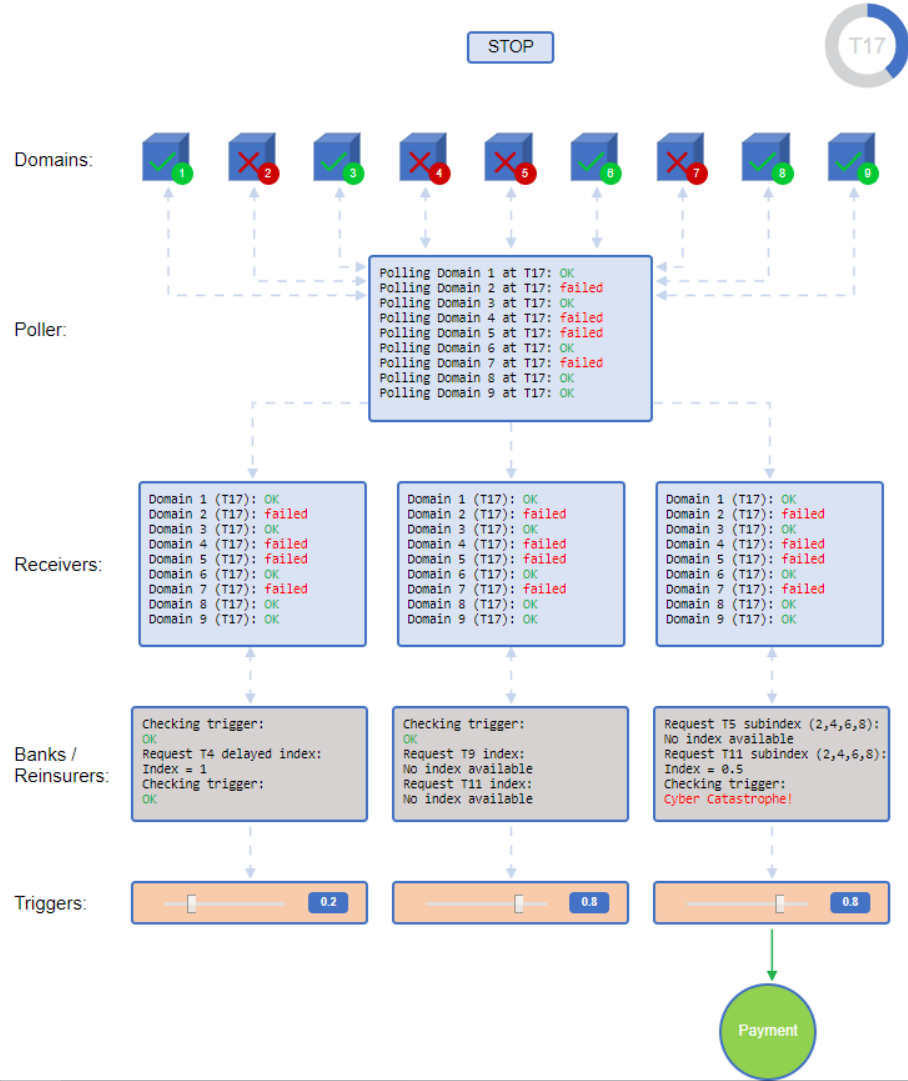 STOP
T17
Domains:
1
2
3
4
5
6
7
8
9
Poller:
Polling Domain 1 at T17: OK
Polling Domain 2 at T17: failed
Polling Domain 3 at T17: OK
Polling Domain 4 at T17: failed
Polling Domain 5 at T17: failed
Polling Domain 6 at T17: OK
Polling Domain 7 at T17: failed
Polling Domain 8 at T17: OK
Polling Domain 9 at T17: OK
Receivers:
Domain 1 (T17): OK
Domain 2 (T17): failed
Domain 3 (T17): OK
Domain 4 (T17): failed
Domain 5 (T17): failed
Domain 6 (T17): OK
Domain 7 (T17): failed
Domain 8 (T17): OK
Domain 9 (T17): OK
Domain 1 (T17): OK
Domain 2 (T17): failed
Domain 3 (T17): OK
Domain 4 (T17): failed
Domain 5 (T17): failed
Domain 6 (T17): OK
Domain 7 (T17): failed
Domain 8 (T17): OK
Domain 9 (T17): OK
Domain 1 (T17): OK
Domain 2 (T17): failed
Domain 3 (T17): OK
Domain 4 (T17): failed
Domain 5 (T17): failed
Domain 6 (T17): OK
Domain 7 (T17): failed
Domain 8 (T17): OK
Domain 9 (T17): OK
Banks /
Reinsurers:
Checking trigger:
OK
Request T4 delayed index:
Index = 1
Checking trigger:
OK
Checking trigger:
OK
Request T9 index:
No index available
Request T11 index:
No index available
Request T5 subindex (2,4,6,8):
No index available
Request T11 subindex (2,4,6,8):
Index = 0.5
Checking trigger:
Cyber Catastrophe!
Triggers:
0.2
0.8
0.8
Payment